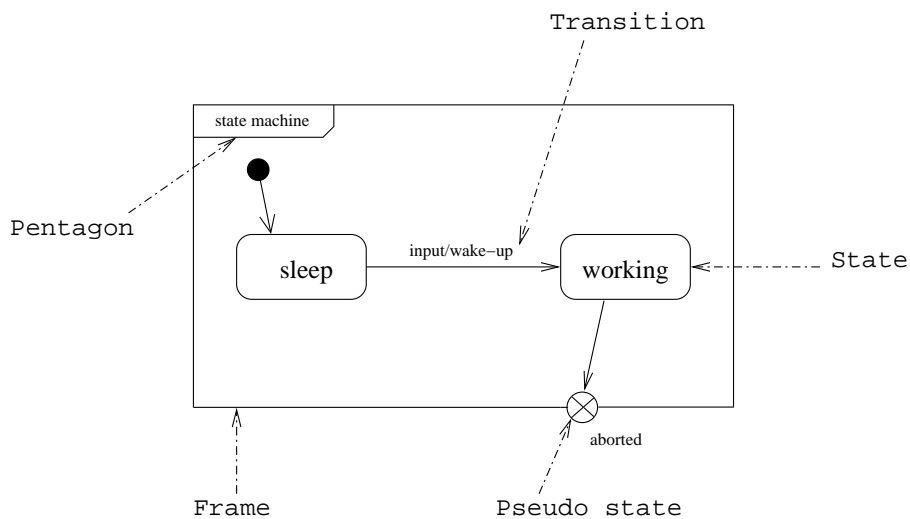 Transition
state machine
Pentagon
input/wake−up
sleep
working
State
aborted
Frame
Pseudo state